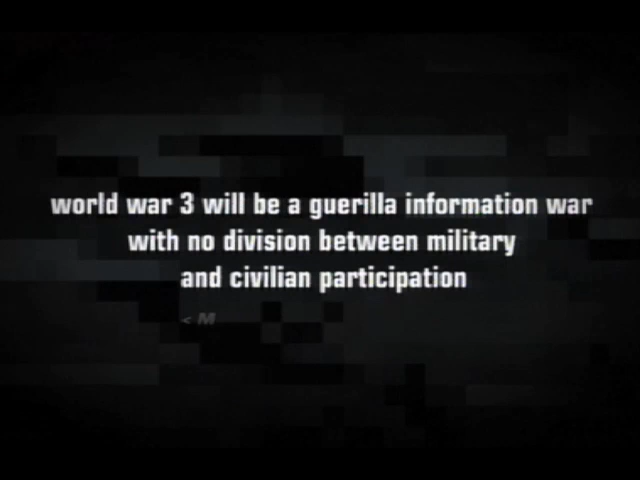 world war 3 will be a guerilla information war
with no division between military
and civilian participation
< M